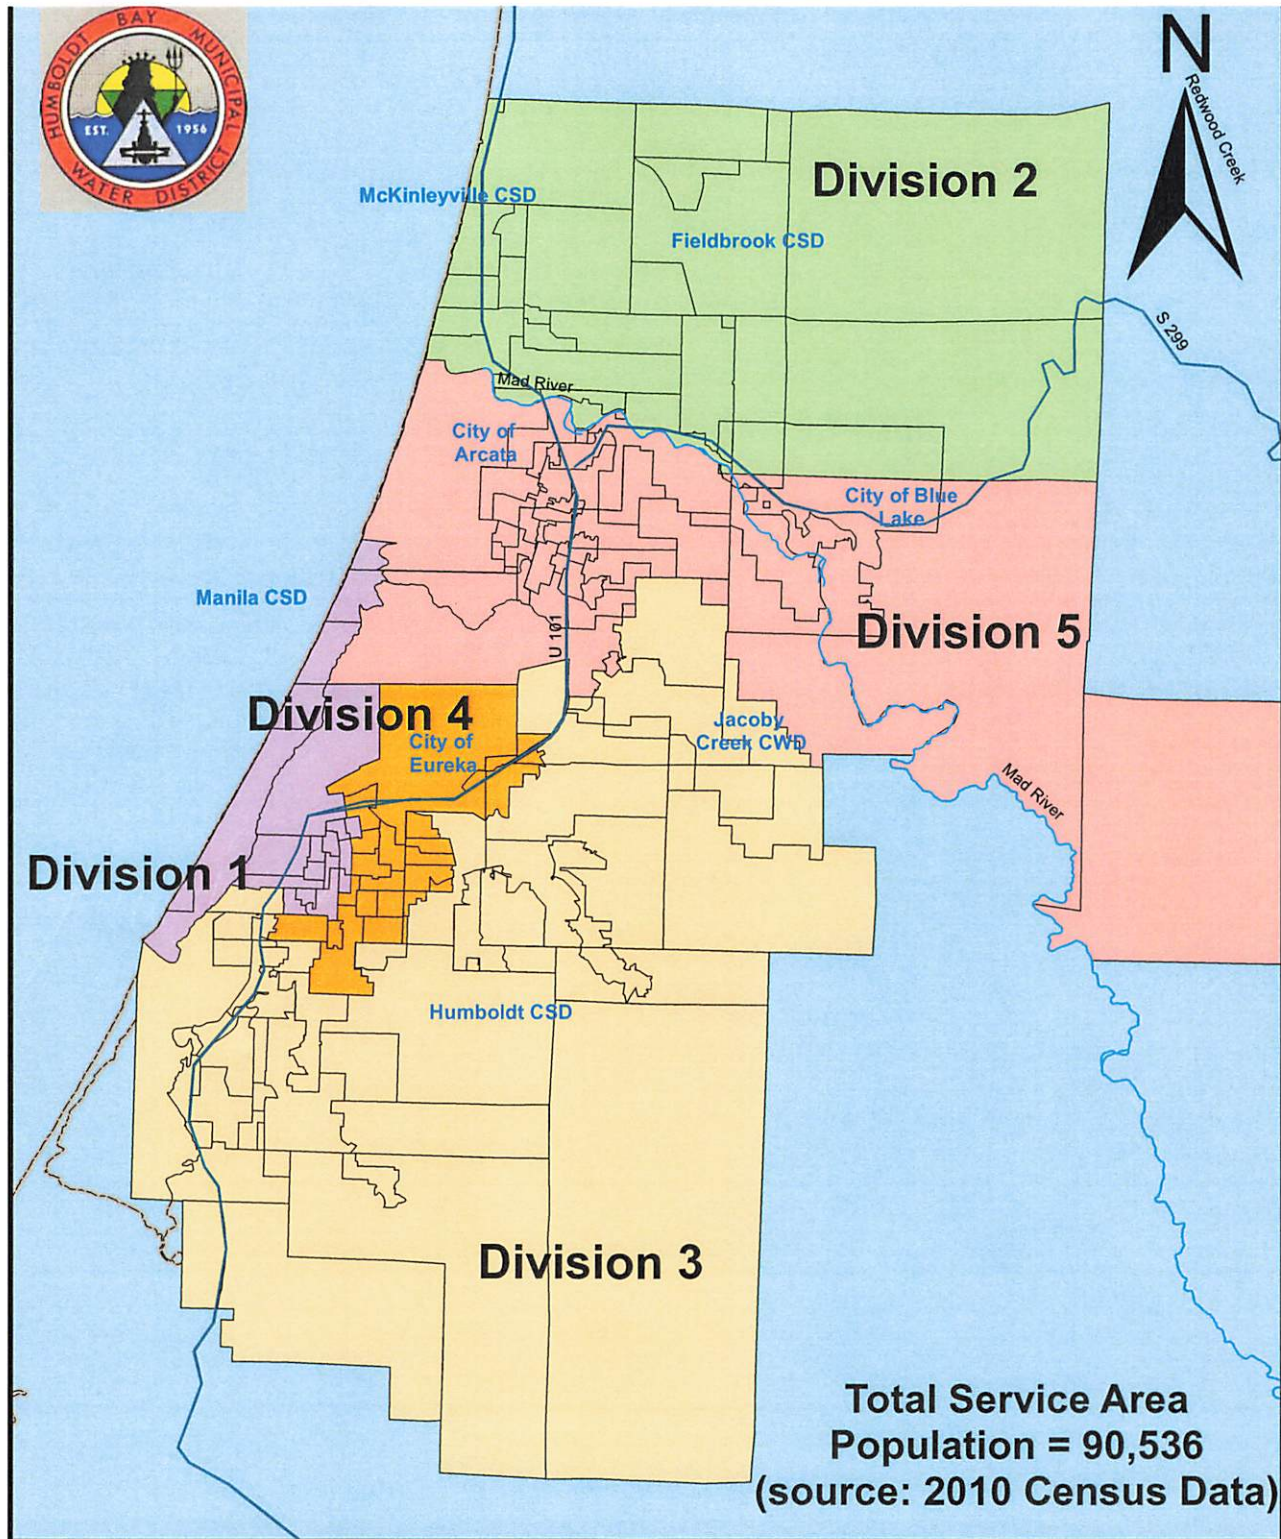 HUMBOLDT BAY MUNICIPAL
WATER DISTRICT
EST. 1956
N
Redwood Creek
McKinleyville CSD
Division 2
Fieldbrook CSD
S 299
Mad River
City of
Arcata
City of Blue
Lake
Manila CSD
U 101
Division 5
Division 4
City of
Eureka
Jacoby
Creek CWD
Mad River
Division 1
Humboldt CSD
Division 3
Total Service Area
Population = 90,536
(source: 2010 Census Data)